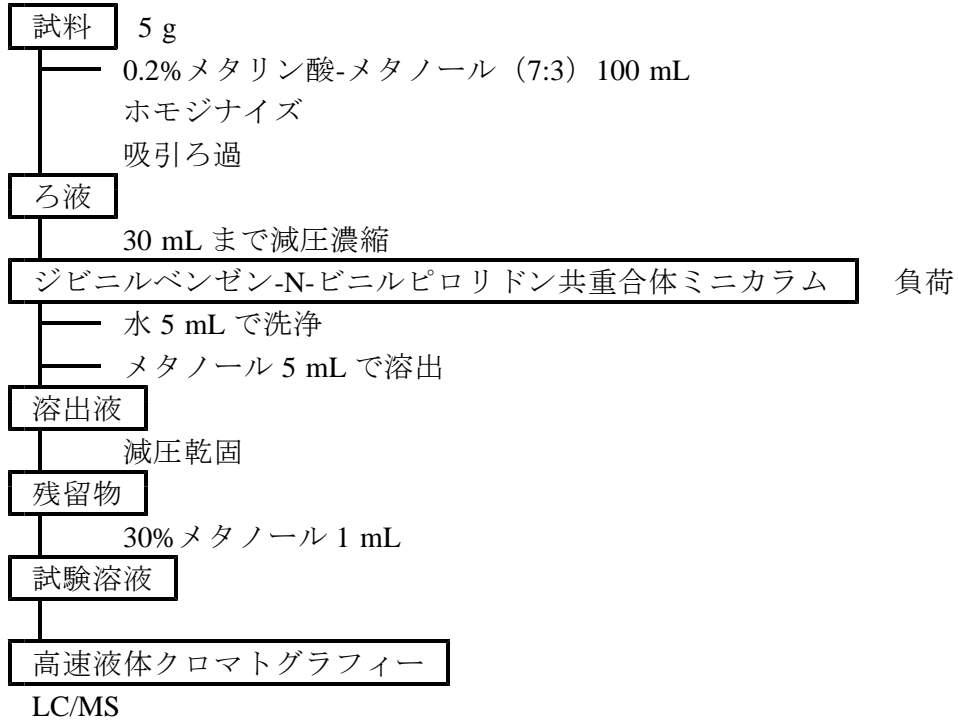 試料 5 g
0.2%メタリン酸-メタノール（7:3）100 mL
ホモジナイズ
吸引ろ過
ろ液
30 mL まで減圧濃縮
ジビニルベンゼン-N-ビニルピロリドン共重合体ミニカラム 負荷
水 5 mL で洗浄
メタノール 5 mL で溶出
溶出液
減圧乾固
残留物
30%メタノール 1 mL
試験溶液
高速液体クロマトグラフィー
LC/MS